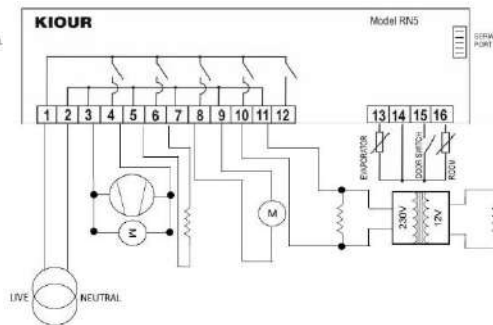 KIOUR
Model RN5
PORT
1 2 3 4 5 6 7 8 9 10 11 12
13 14 15 16
EVAPORATOR
DOOR SWITCH
ROOM
M
M
230V
12V
LIVE
NEUTRAL